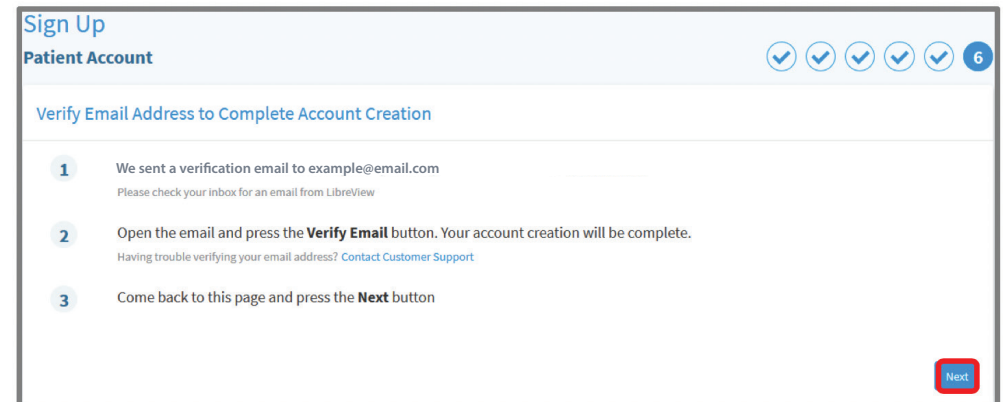 Sign Up
Patient Account
6
Verify Email Address to Complete Account Creation
1
We sent a verification email to example@email.com
Please check your inbox for an email from LibreView
2
Open the email and press the Verify Email button. Your account creation will be complete.
Having trouble verifying your email address? Contact Customer Support
3
Come back to this page and press the Next button
Next